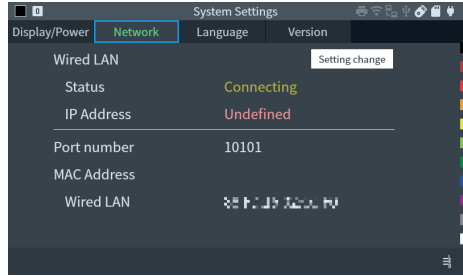 0 System Settings
Display/Power Network Language Version
Wired LAN Setting change
Status Connecting
IP Address Undefined
Port number 10101
MAC Address
Wired LAN